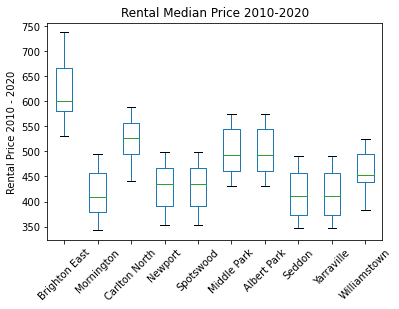 Rental Median Price 2010-2020
Rental Price 2010 - 2020
750
700
650
600
550
500
450
400
350
Brighton East
Mornington
Carlton North
Newport
Spotswood
Middle Park
Albert Park
Seddon
Yarraville
Williamstown